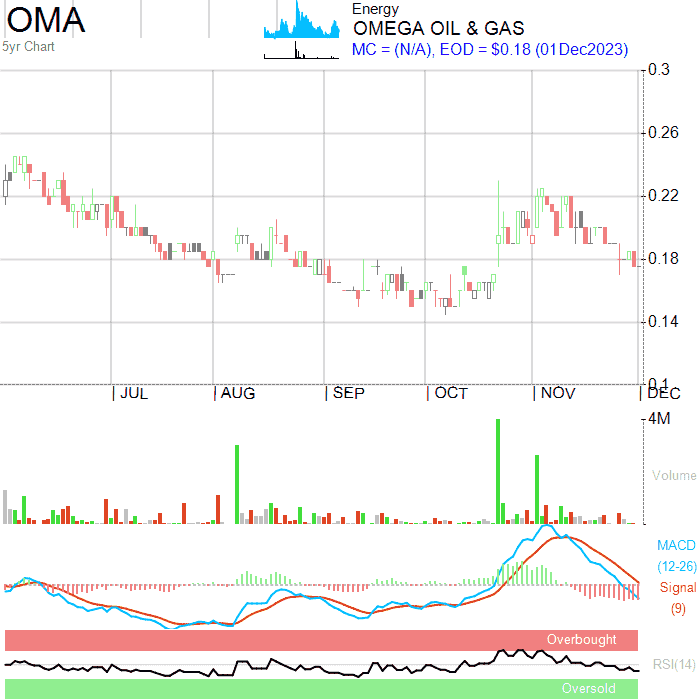 OMA
5yr Chart
Energy
OMEGA OIL & GAS
MC = (N/A), EOD = $0.18 (01Dec2023)
0.3
0.26
0.22
0.18
0.14
0.1
JUL
AUG
SEP
OCT
NOV
DEC
4M
Volume
MACD
(12-26)
Signal
(9)
Overbought
RSI(14)
Oversold